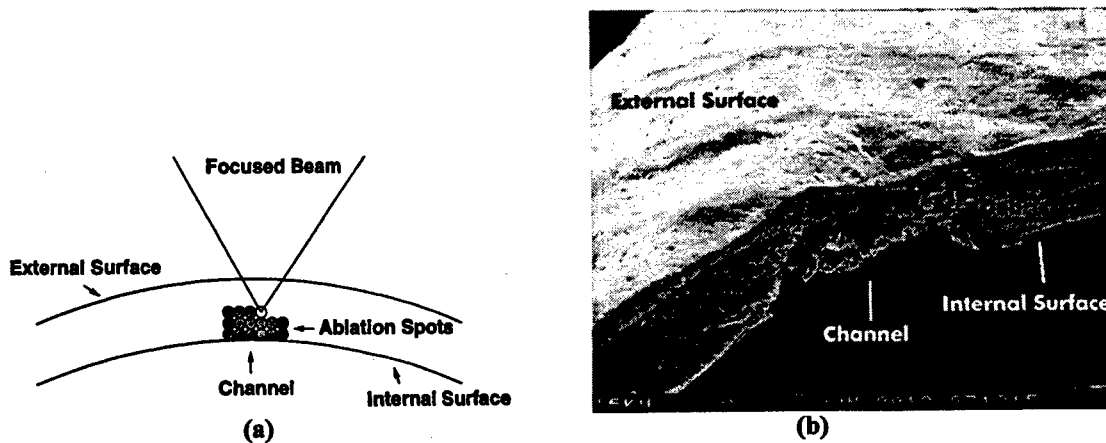 Focused Beam
External Surface
Ablation Spots
Channel
Internal Surface
(a)
External Surface
Internal Surface
Channel
(b)